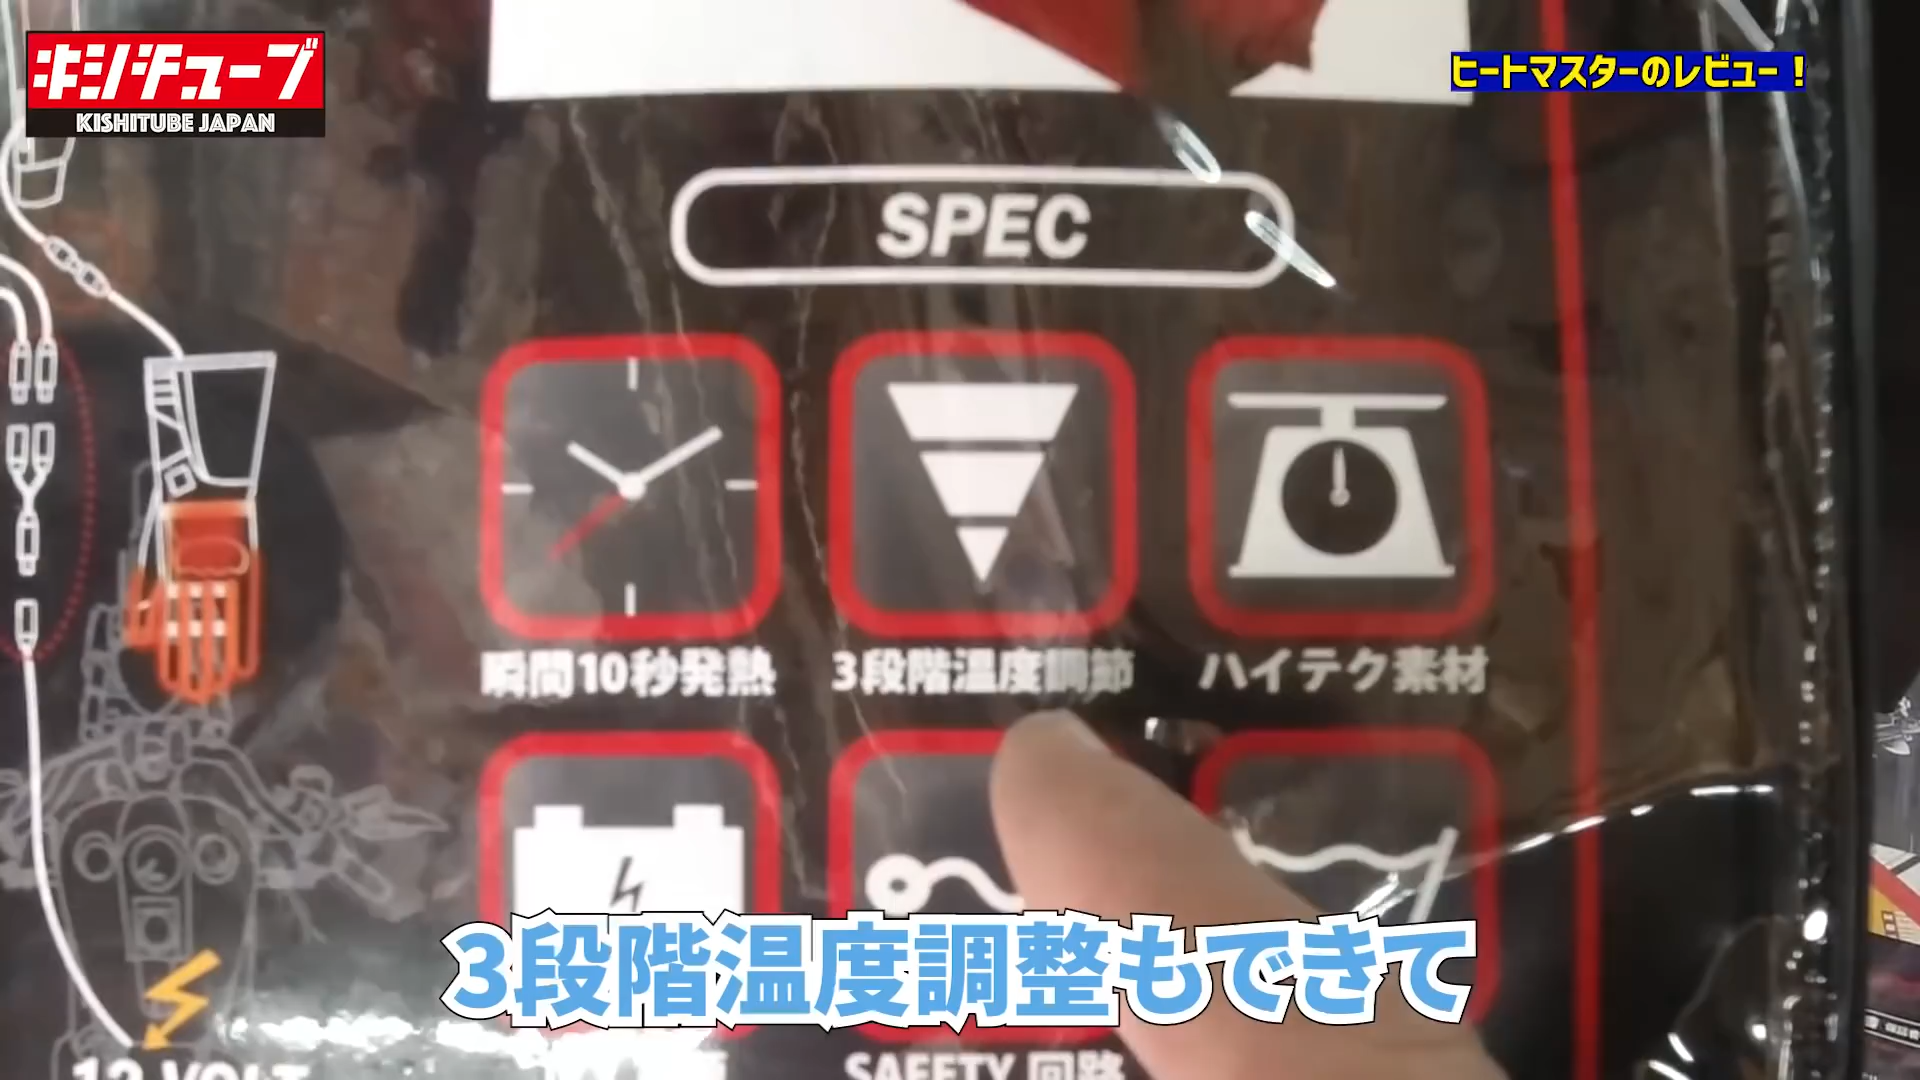 キシチューブ
KISHITUBE JAPAN
ヒートマスターのレビュー！
SPEC
瞬間10秒発熱
3段階温度調節
ハイテク素材
3段階温度調整もできて
12 VOLT
SAFETY 回路